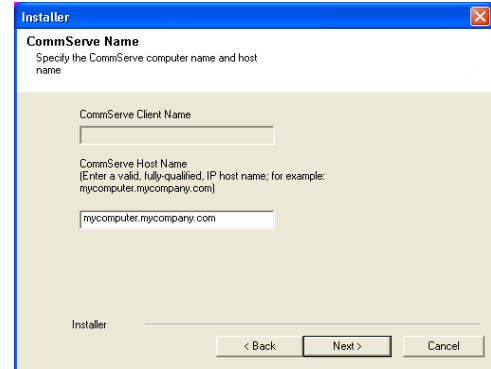 Installer
CommServe Name
Specify the CommServe computer name and host
name
CommServe Client Name
CommServe Host Name
(Enter a valid, fully-qualified, IP host name; for example:
mycomputer.mycompany.com)
mycomputer.mycompany.com
Installer
< Back
Next >
Cancel